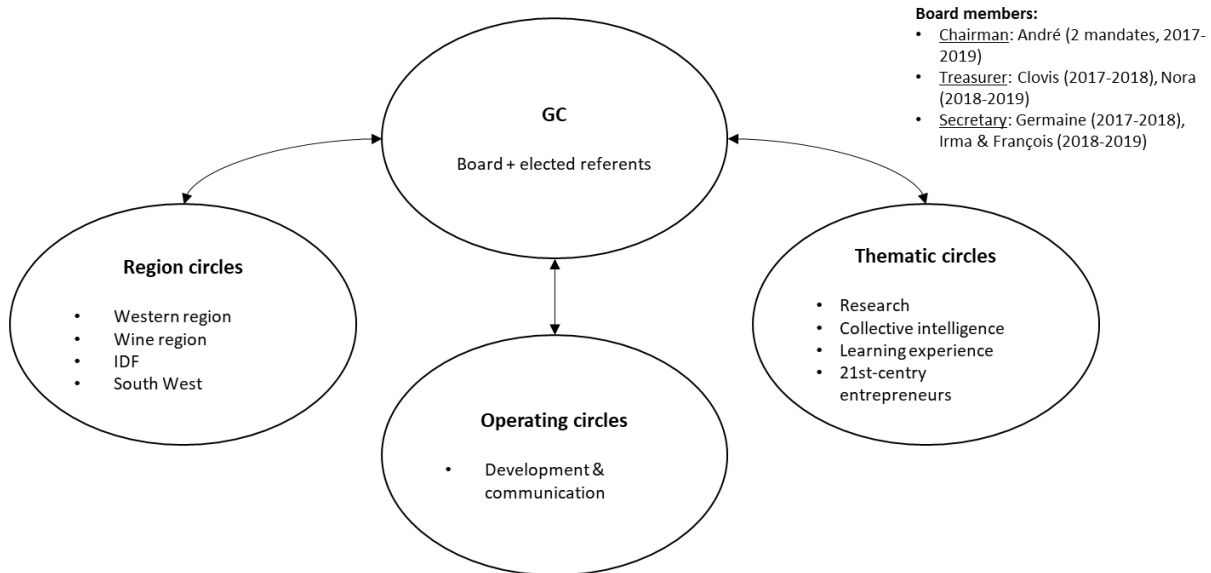 Board members:
• Chairman: André (2 mandates, 2017-
2019)
• Treasurer: Clovis (2017-2018), Nora
(2018-2019)
• Secretary: Germaine (2017-2018),
Irma & François (2018-2019)
GC
Board + elected referents
Region circles
• Western region
• Wine region
• IDF
• South West
Operating circles
• Development &
communication
Thematic circles
• Research
• Collective intelligence
• Learning experience
• 21st-centry
entrepreneurs